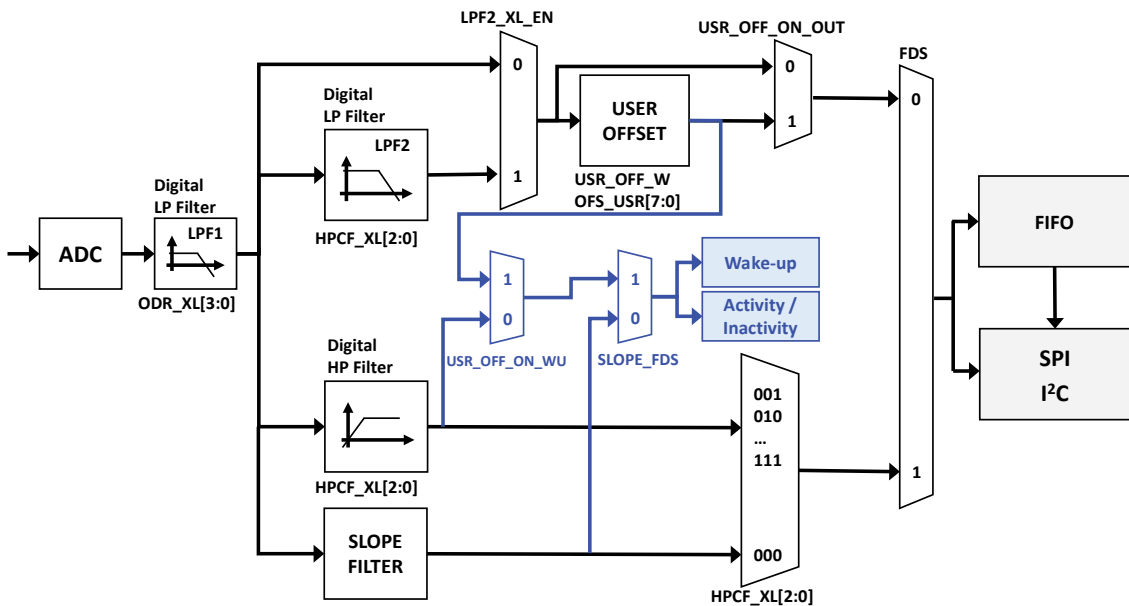 LPF2_XL_EN
USR_OFF_ON_OUT
FDS
0
0
0
Digital
LP Filter
LPF2
USER
OFFSET
1
1
HPCF_XL[2:0]
USR_OFF_W
OFS_USR[7:0]
Digital
LP Filter
ADC
LPF1
ODR_XL[3:0]
FIFO
SPI
I²C
1
0
USR_OFF_ON_WU
1
0
SLOPE_FDS
Wake-up
Activity /
Inactivity
Digital
HP Filter
HPCF_XL[2:0]
001
010
...
111
1
SLOPE
FILTER
000
HPCF_XL[2:0]